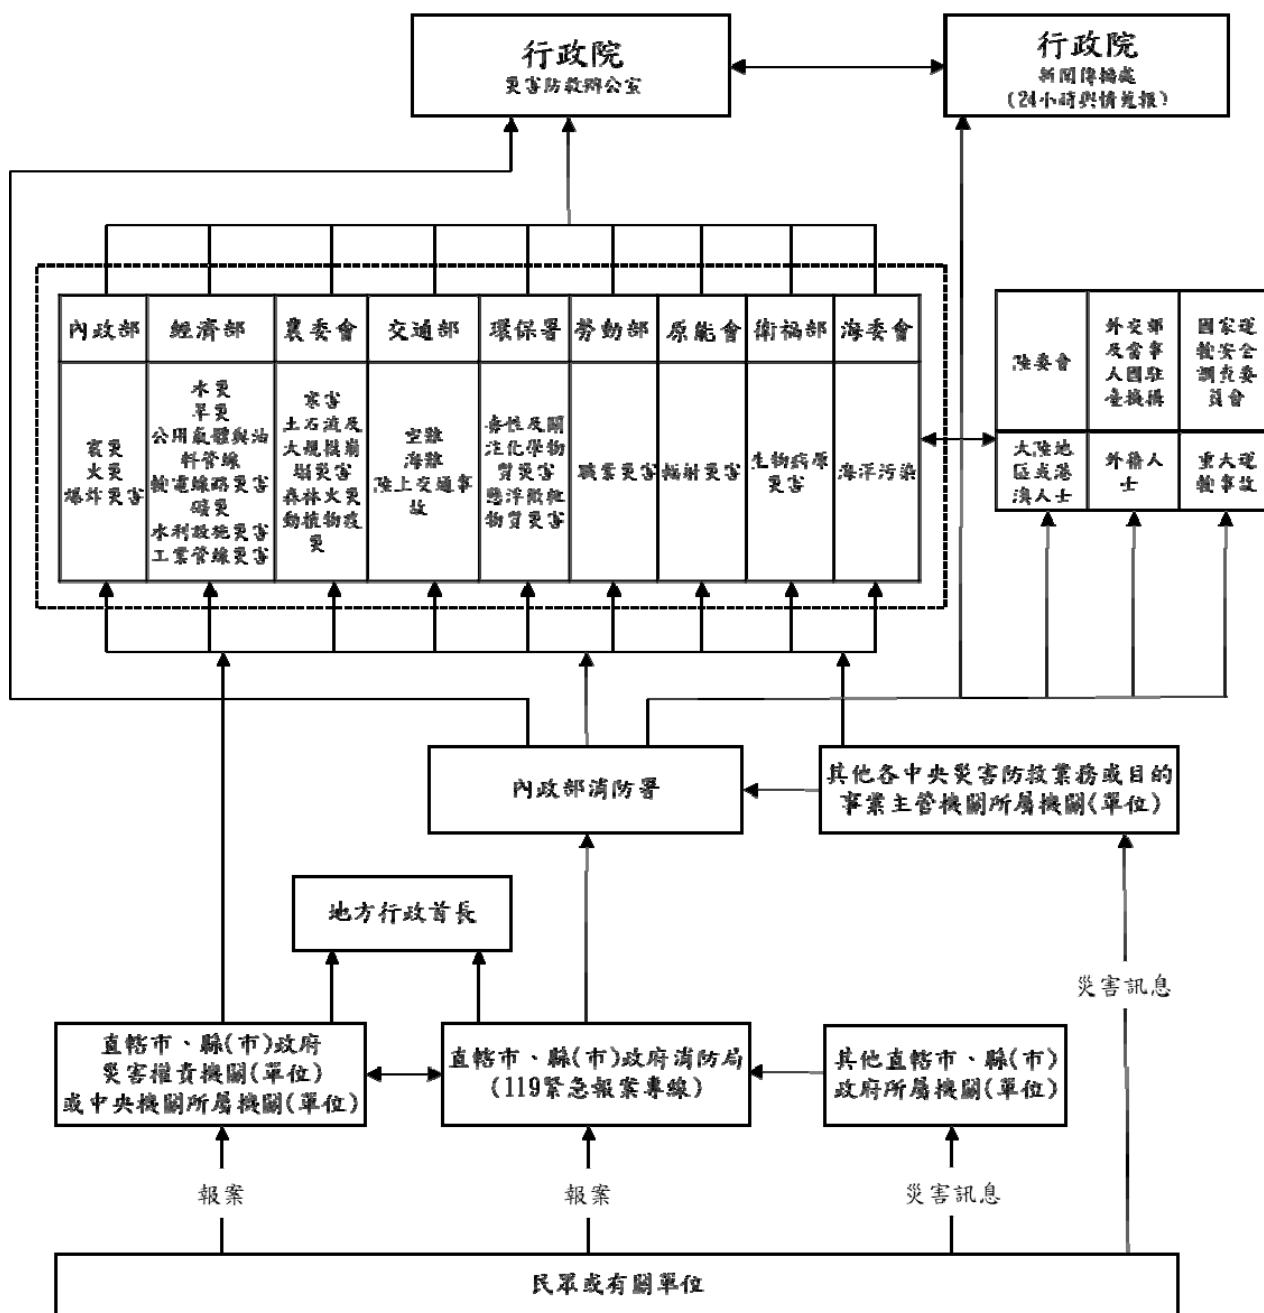 行政院
災害防救辦公室
行政院
新聞傳播處
(24小時輿情蒐報)
內政部
經濟部
農委會
交通部
環保署
勞動部
原能會
衛福部
海委會
震災
火災
爆炸災害
水災
旱災
公用氣體與油
料管線
輸電線路災害
礦災
水利設施災害
工業管線災害
寒害
土石流及
大規模崩
塌災害
森林火災
動植物疫
災
空難
海難
陸上交通事
故
毒性及關
注化學物
質災害
懸浮微粒
物質災害
職業災害
輻射災害
生物病原
災害
海洋污染
陸委會
外交部
及當事
人國駐
臺機構
國家運
輸安全
調查委
員會
大陸地
區或港
澳人士
外籍人
士
重大運
輸事故
內政部消防署
其他各中央災害防救業務或目的
事業主管機關所屬機關(單位)
地方行政首長
災害訊息
直轄市、縣(市)政府
災害權責機關(單位)
或中央機關所屬機關(單位)
直轄市、縣(市)政府消防局
(119緊急報案專線)
其他直轄市、縣(市)
政府所屬機關(單位)
報案
報案
災害訊息
民眾或有關單位